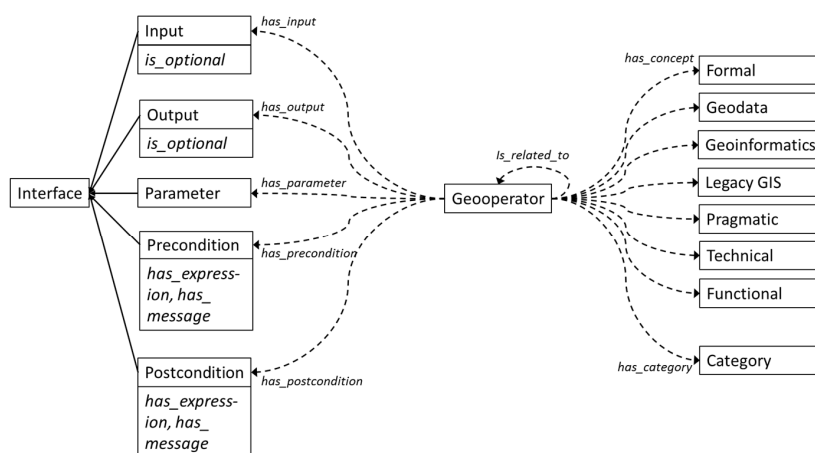 Input
is_optional
has_input
Output
is_optional
has_output
Interface
Parameter
has_parameter
Precondition
has_express-
ion, has_
message
has_precondition
Postcondition
has_express-
ion, has_
message
has_postcondition
Is_related_to
Geooperator
has_concept
Formal
Geodata
Geoinformatics
Legacy GIS
Pragmatic
Technical
Functional
Category
has_category